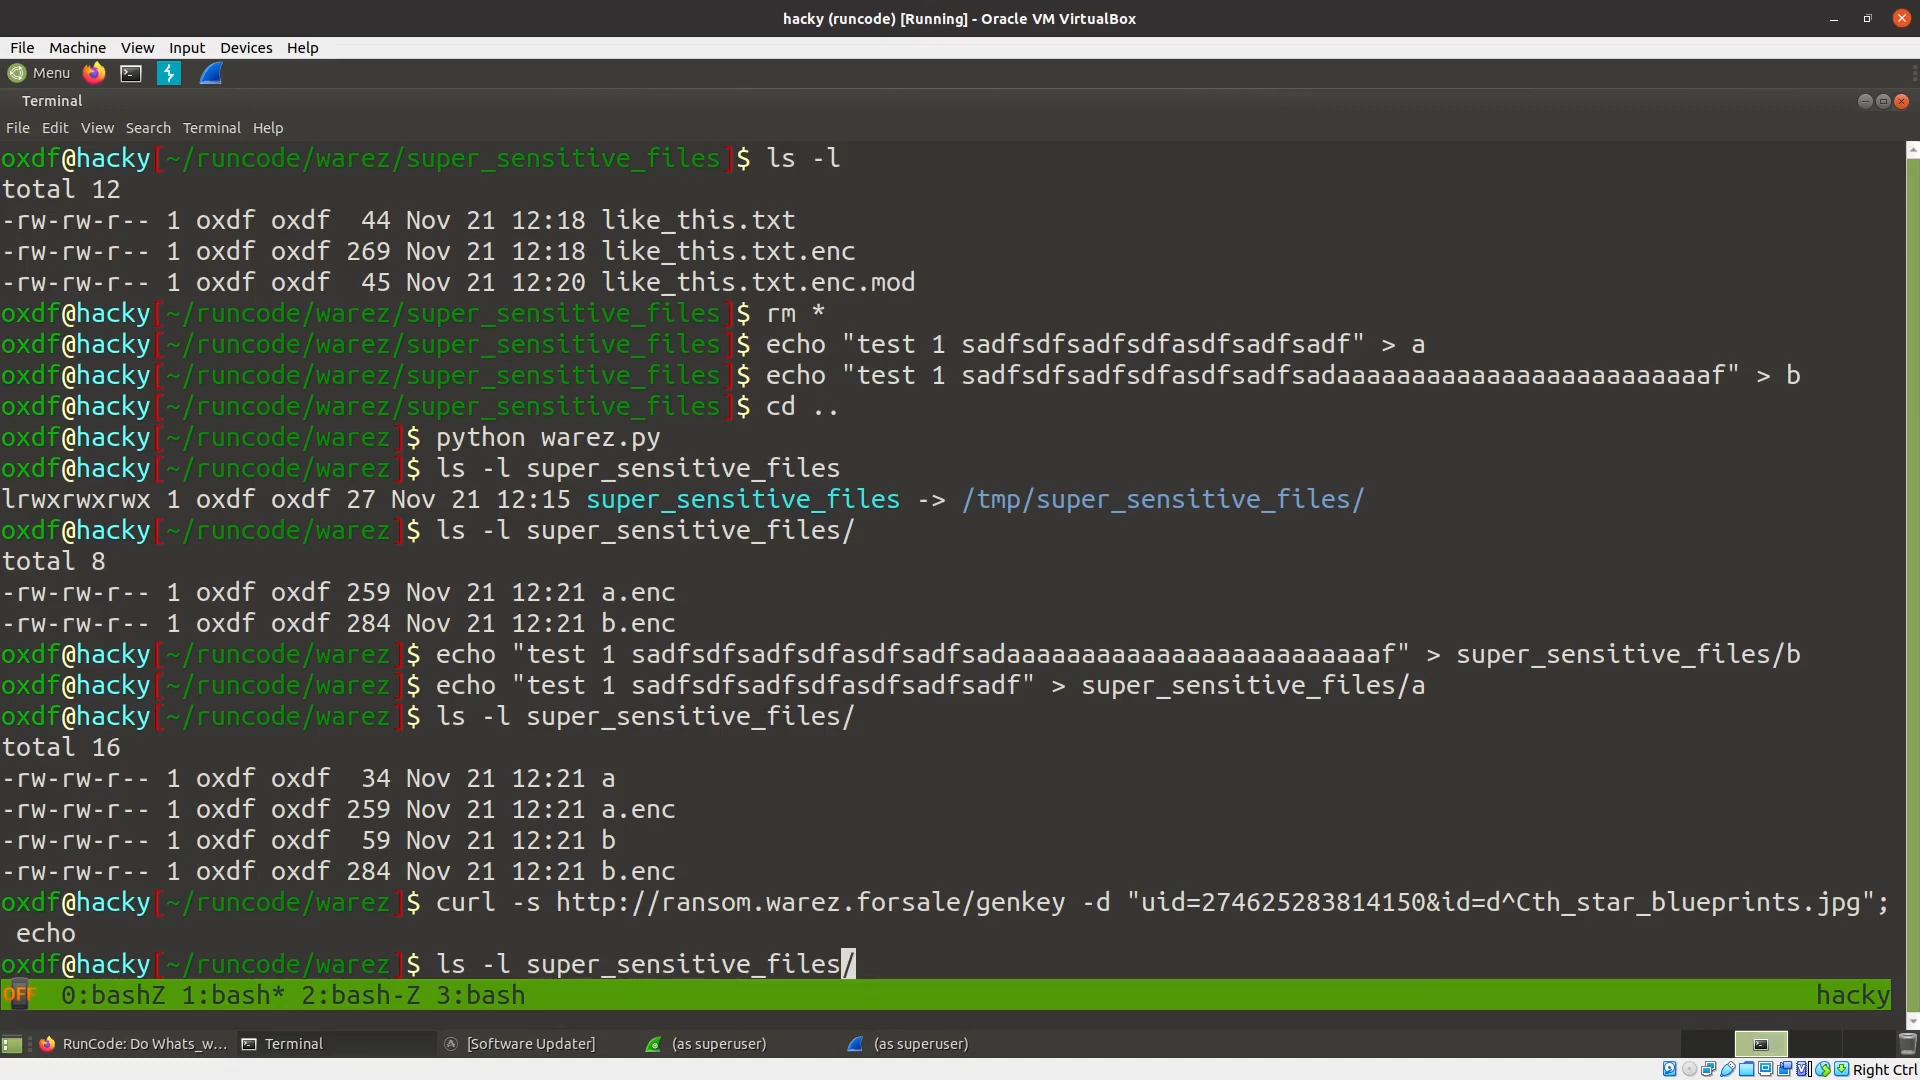 hacky (runcode) [Running] - Oracle VM VirtualBox
File Machine View Input Devices Help
Menu
Terminal
File Edit View Search Terminal Help
oxdf@hacky[~/runcode/warez/super_sensitive_files]$ ls -l
total 12
-rw-rw-r-- 1 oxdf oxdf  44 Nov 21 12:18 like_this.txt
-rw-rw-r-- 1 oxdf oxdf 269 Nov 21 12:18 like_this.txt.enc
-rw-rw-r-- 1 oxdf oxdf  45 Nov 21 12:20 like_this.txt.enc.mod
oxdf@hacky[~/runcode/warez/super_sensitive_files]$ rm *
oxdf@hacky[~/runcode/warez/super_sensitive_files]$ echo "test 1 sadfsdfsadfsdfasdfsadfsadf" > a
oxdf@hacky[~/runcode/warez/super_sensitive_files]$ echo "test 1 sadfsdfsadfsdfasdfsadfsadaaaaaaaaaaaaaaaaaaaaaaaaf" > b
oxdf@hacky[~/runcode/warez/super_sensitive_files]$ cd ..
oxdf@hacky[~/runcode/warez]$ python warez.py
oxdf@hacky[~/runcode/warez]$ ls -l super_sensitive_files
lrwxrwxrwx 1 oxdf oxdf 27 Nov 21 12:15 super_sensitive_files -> /tmp/super_sensitive_files/
oxdf@hacky[~/runcode/warez]$ ls -l super_sensitive_files/
total 8
-rw-rw-r-- 1 oxdf oxdf 259 Nov 21 12:21 a.enc
-rw-rw-r-- 1 oxdf oxdf 284 Nov 21 12:21 b.enc
oxdf@hacky[~/runcode/warez]$ echo "test 1 sadfsdfsadfsdfasdfsadfsadaaaaaaaaaaaaaaaaaaaaaaaaf" > super_sensitive_files/b
oxdf@hacky[~/runcode/warez]$ echo "test 1 sadfsdfsadfsdfasdfsadfsadf" > super_sensitive_files/a
oxdf@hacky[~/runcode/warez]$ ls -l super_sensitive_files/
total 16
-rw-rw-r-- 1 oxdf oxdf  34 Nov 21 12:21 a
-rw-rw-r-- 1 oxdf oxdf 259 Nov 21 12:21 a.enc
-rw-rw-r-- 1 oxdf oxdf  59 Nov 21 12:21 b
-rw-rw-r-- 1 oxdf oxdf 284 Nov 21 12:21 b.enc
oxdf@hacky[~/runcode/warez]$ curl -s http://ransom.warez.forsale/genkey -d "uid=274625283814150&id=d^Cth_star_blueprints.jpg";
 echo
oxdf@hacky[~/runcode/warez]$ ls -l super_sensitive_files/
OFF 0:bashZ 1:bash* 2:bash-Z 3:bash hacky
RunCode: Do Whats_w... Terminal [Software Updater] (as superuser) (as superuser)
Right Ctrl